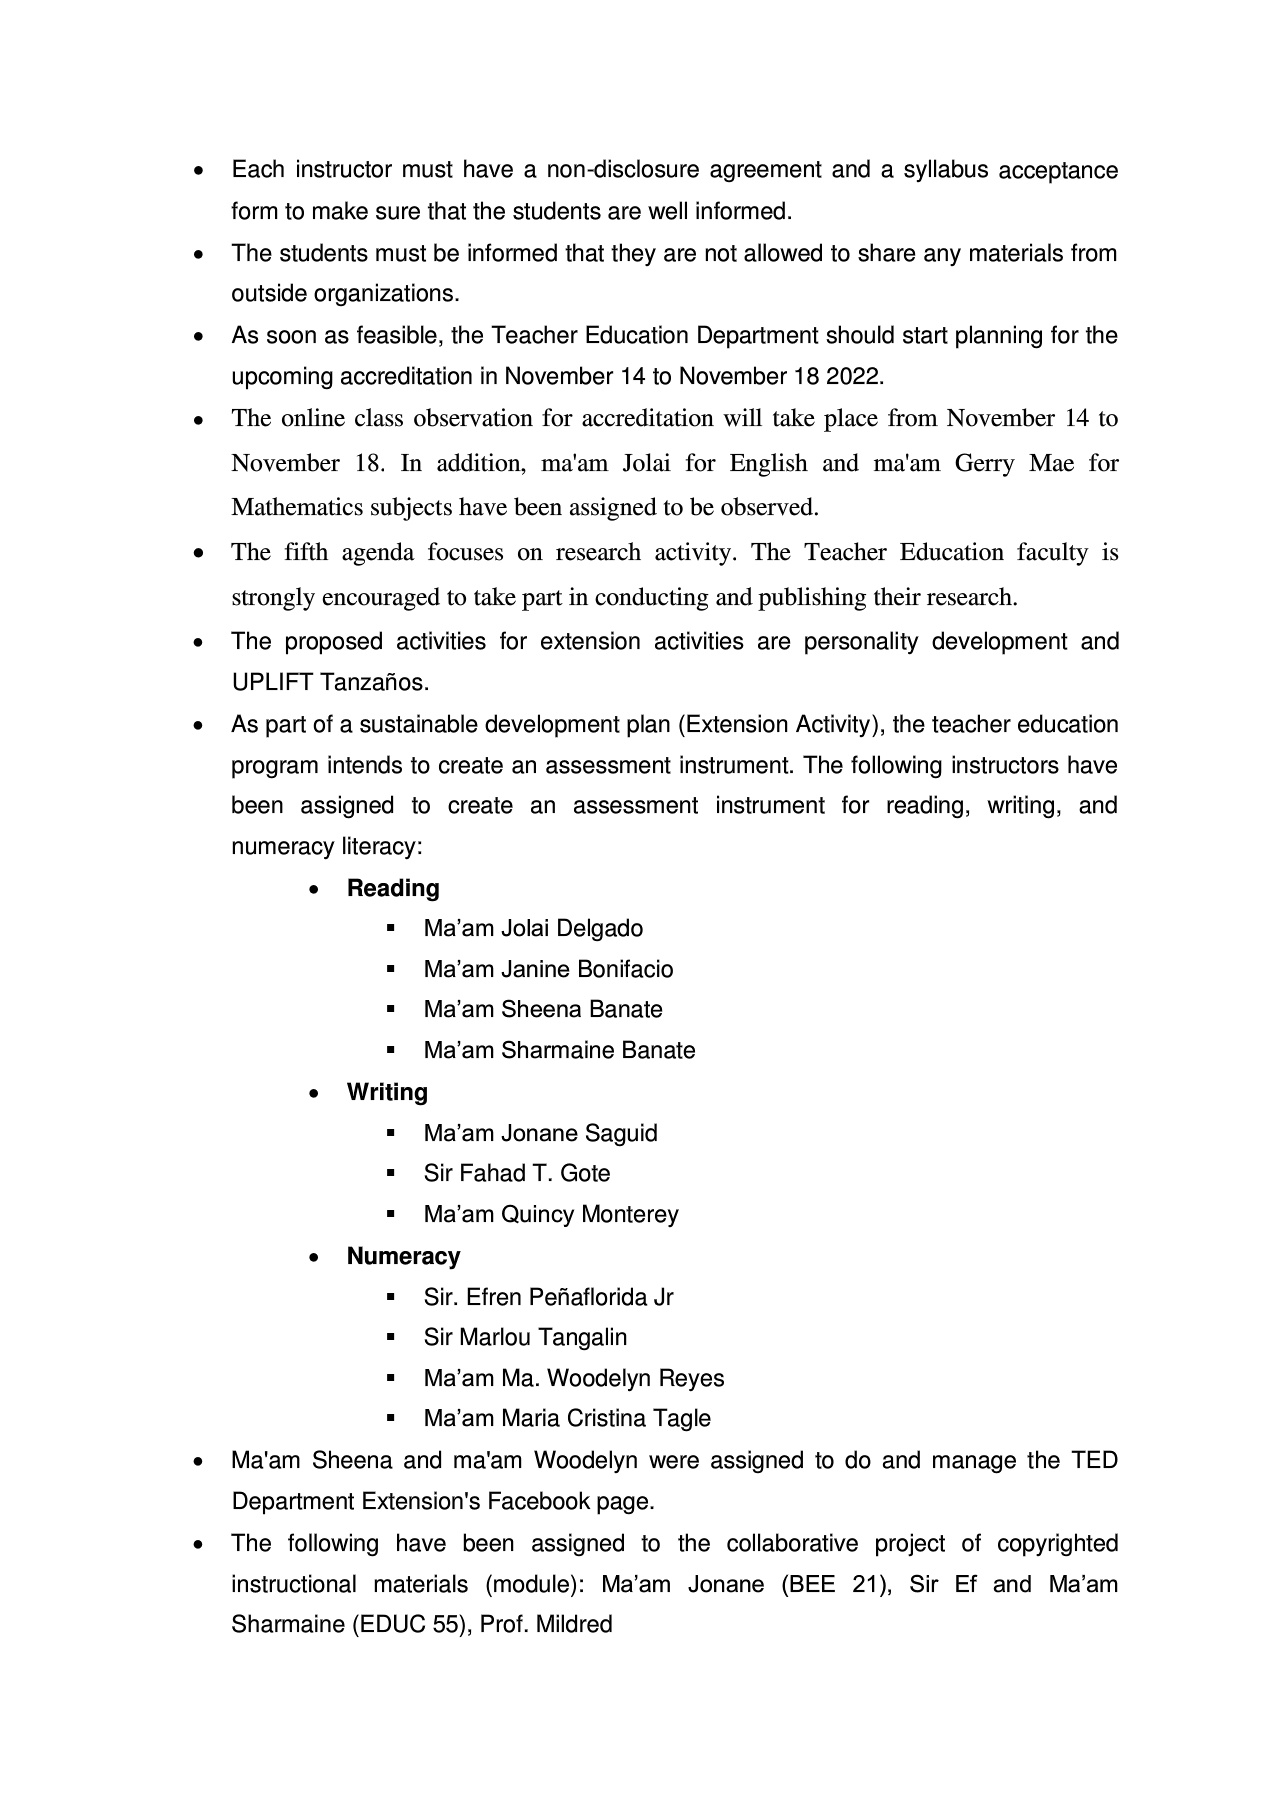 • Each instructor must have a non-disclosure agreement and a syllabus acceptance
form to make sure that the students are well informed.
• The students must be informed that they are not allowed to share any materials from
outside organizations.
• As soon as feasible, the Teacher Education Department should start planning for the
upcoming accreditation in November 14 to November 18 2022.
• The online class observation for accreditation will take place from November 14 to
November 18. In addition, ma'am Jolai for English and ma'am Gerry Mae for
Mathematics subjects have been assigned to be observed.
• The fifth agenda focuses on research activity. The Teacher Education faculty is
strongly encouraged to take part in conducting and publishing their research.
• The proposed activities for extension activities are personality development and
UPLIFT Tanzaños.
• As part of a sustainable development plan (Extension Activity), the teacher education
program intends to create an assessment instrument. The following instructors have
been assigned to create an assessment instrument for reading, writing, and
numeracy literacy:
• Reading
▪ Ma’am Jolai Delgado
▪ Ma’am Janine Bonifacio
▪ Ma’am Sheena Banate
▪ Ma’am Sharmaine Banate
• Writing
▪ Ma’am Jonane Saguid
▪ Sir Fahad T. Gote
▪ Ma’am Quincy Monterey
• Numeracy
▪ Sir. Efren Peñaflorida Jr
▪ Sir Marlou Tangalin
▪ Ma’am Ma. Woodelyn Reyes
▪ Ma’am Maria Cristina Tagle
• Ma'am Sheena and ma'am Woodelyn were assigned to do and manage the TED
Department Extension's Facebook page.
• The following have been assigned to the collaborative project of copyrighted
instructional materials (module): Ma’am Jonane (BEE 21), Sir Ef and Ma’am
Sharmaine (EDUC 55), Prof. Mildred